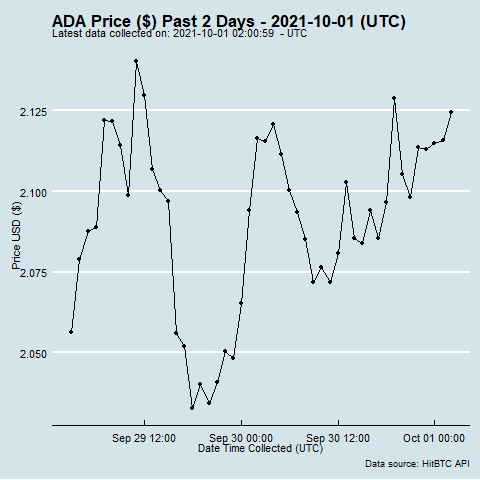 ADA Price ($) Past 2 Days - 2021-10-01 (UTC)
Latest data collected on: 2021-10-01 02:00:59 - UTC
Price USD ($)
2.125
2.100
2.075
2.050
Sep 29 12:00 Sep 30 00:00 Sep 30 12:00 Oct 01 00:00
Date Time Collected (UTC)
Data source: HitBTC API